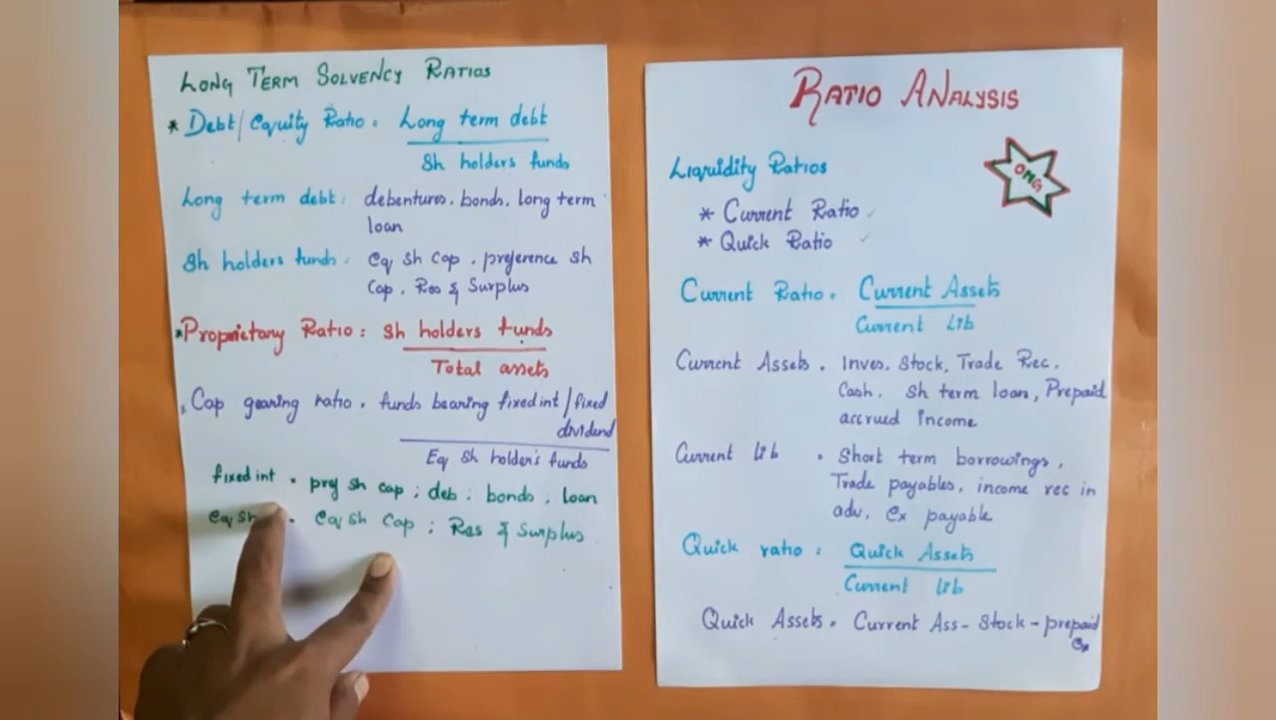 LONG TERM SOLVENCY RATIOS
* Debt/Equity Ratio = Long term debt
Sh holders funds
Long term debt : debentures, bonds, long term
loan
Sh holders funds . Eq Sh Cap , preference Sh
Cap, Res & Surplus
* Proprietary Ratio = Sh holders funds
Total assets
* Cap gearing ratio = funds bearing fixed int / fixed
dividend
Eq Sh holder's funds
fixed int = prf sh cap ; deb ; bonds , loan
Eq Sh = Eq Sh Cap ; Res & Surplus
RATIO ANALYSIS
OMG
Liquidity Ratios
* Current Ratio ✓
* Quick Ratio ✓
Current Ratio = Current Assets
Current Lib
Current Assets = Inves, Stock, Trade Rec,
Cash, Sh term loan, Prepaid
accrued Income
Current lib = Short term borrowings,
Trade payables, income rec in
adv, Ex payable
Quick ratio = Quick Assets
Current Lib
Quick Assets = Current Ass - Stock - prepaid
Ex